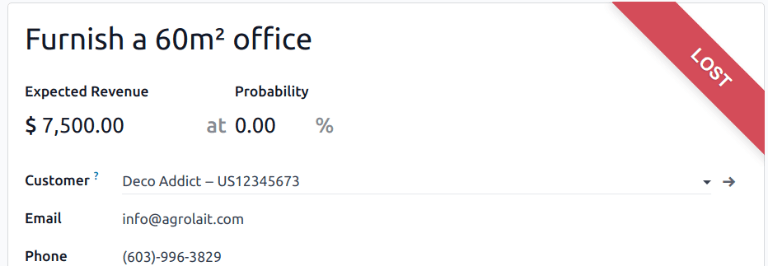 Furnish a 60m² office
LOST
Expected Revenue Probability
$ 7,500.00 at 0.00 %
Customer ? Deco Addict – US12345673
Email info@agrolait.com
Phone (603)-996-3829